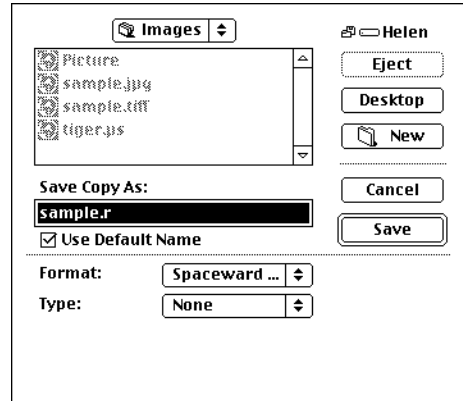 Images
Helen
Picture
sample.jpg
sample.tiff
tiger.ps
Eject
Desktop
New
Save Copy As:
sample.r
Use Default Name
Cancel
Save
Format:
Spaceward ...
Type:
None